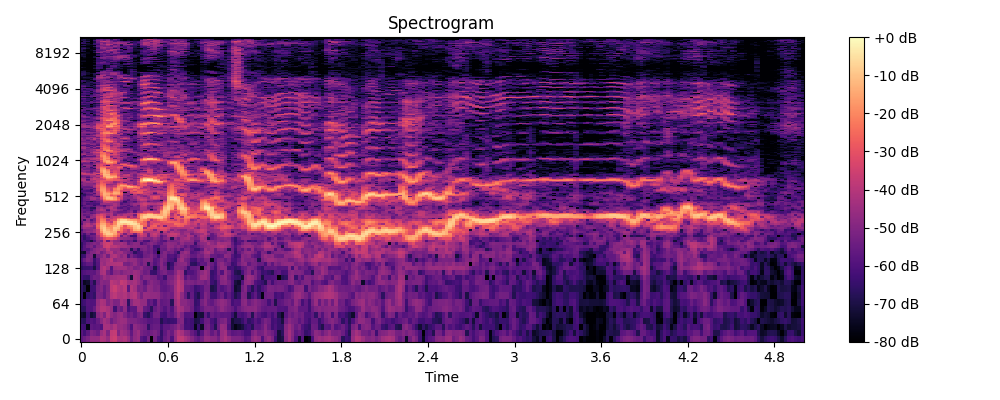 Spectrogram
Frequency
8192
4096
2048
1024
512
256
128
64
0
0 0.6 1.2 1.8 2.4 3 3.6 4.2 4.8
Time
+0 dB
-10 dB
-20 dB
-30 dB
-40 dB
-50 dB
-60 dB
-70 dB
-80 dB